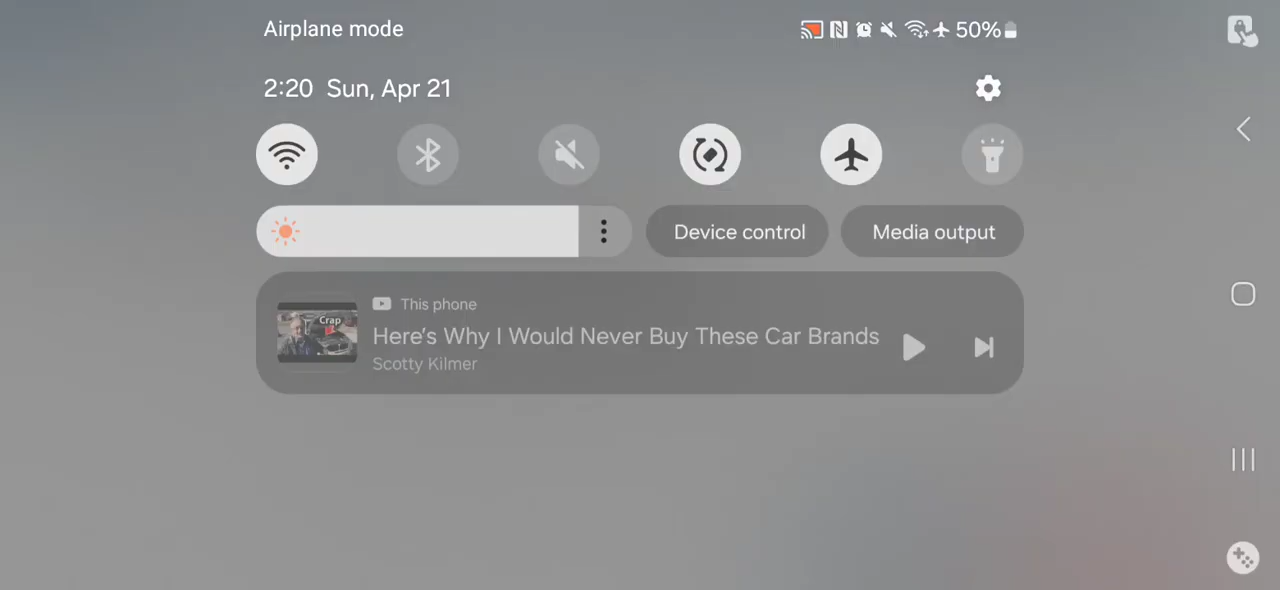 Airplane mode
50%
2:20 Sun, Apr 21
Device control
Media output
Crap
This phone
Here's Why I Would Never Buy These Car Brands
Scotty Kilmer